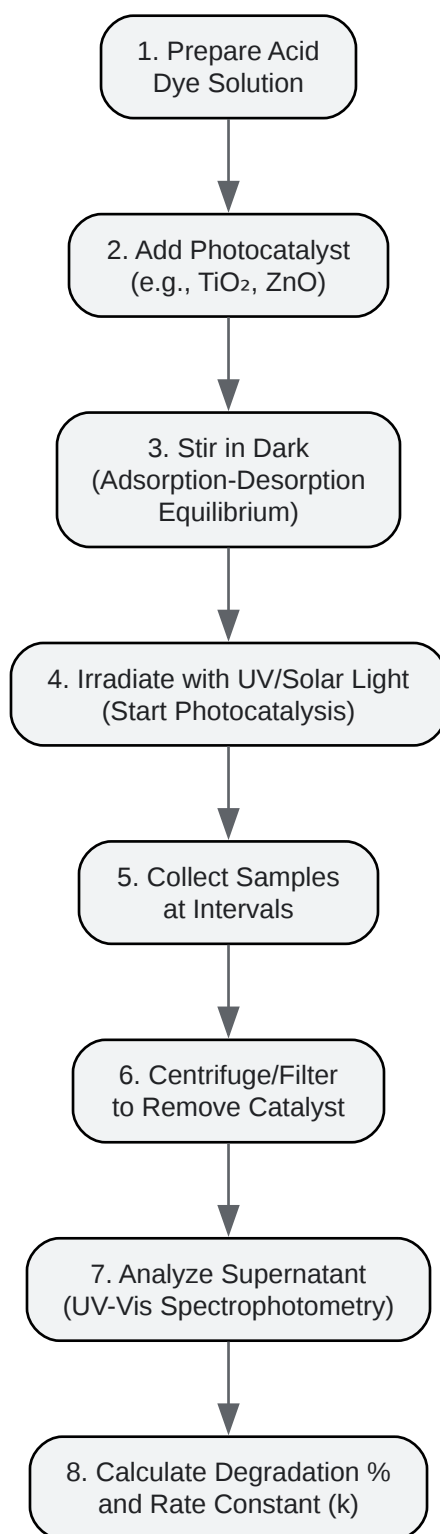 1. Prepare Acid
Dye Solution
2. Add Photocatalyst
(e.g., TiO₂, ZnO)
3. Stir in Dark
(Adsorption-Desorption
Equilibrium)
4. Irradiate with UV/Solar Light
(Start Photocatalysis)
5. Collect Samples
at Intervals
6. Centrifuge/Filter
to Remove Catalyst
7. Analyze Supernatant
(UV-Vis Spectrophotometry)
8. Calculate Degradation %
and Rate Constant (k)